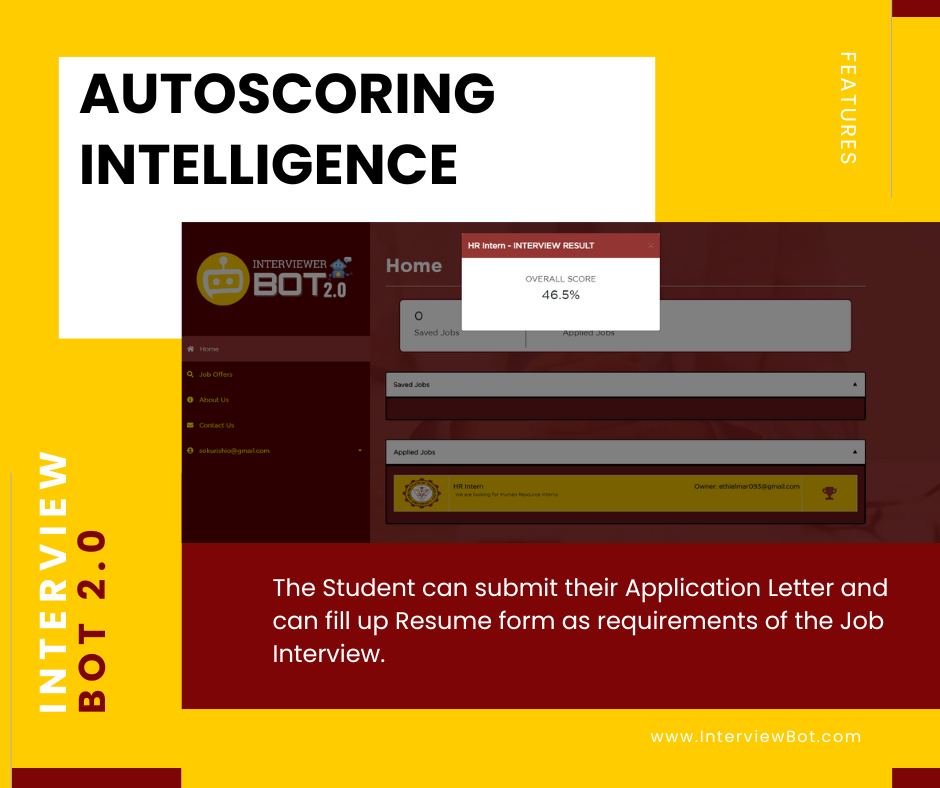 AUTOSCORING
INTELLIGENCE
FEATURES
INTERVIEWER
BOT 2.0
Home
Job Offers
About Us
Contact Us
sekurishio@gmail.com
Home
HR Intern - INTERVIEW RESULT
×
OVERALL SCORE
46.5%
0
Saved Jobs
Applied Jobs
Saved Jobs
Applied Jobs
HR Intern
We are looking for Human Resource Interns
Owner: ethielmar095@gmail.com
INTERVIEW
BOT 2.0
The Student can submit their Application Letter and
can fill up Resume form as requirements of the Job
Interview.
www.InterviewBot.com